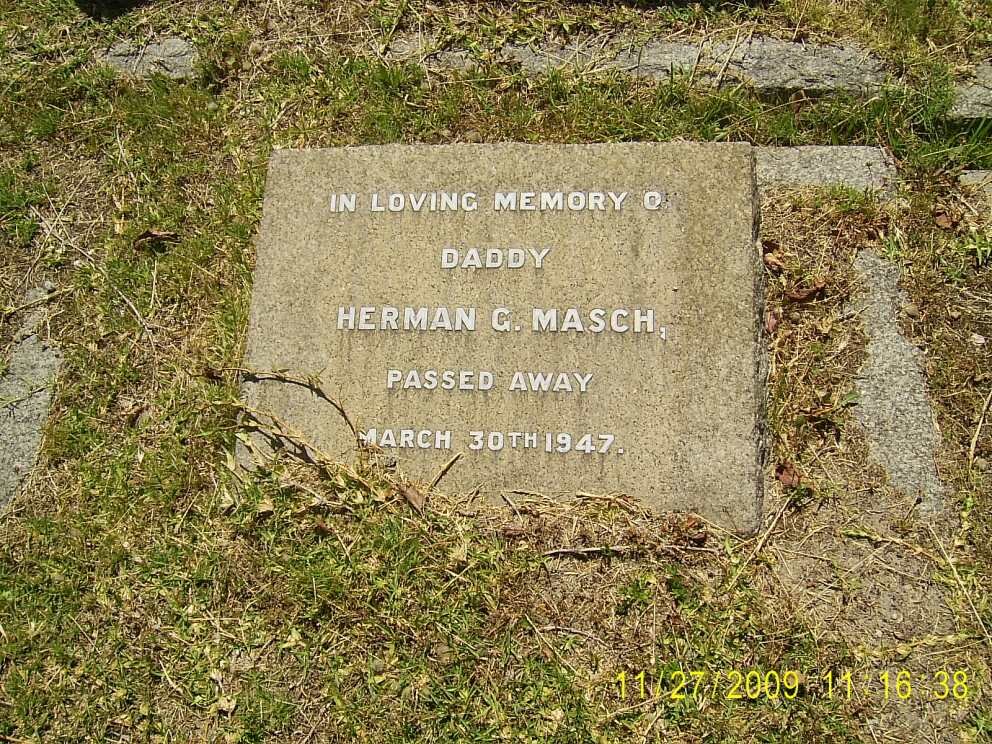 IN LOVING MEMORY O
DADDY
HERMAN G. MASCH,
PASSED AWAY
MARCH 30TH 1947.
11/27/2009 11 16 38